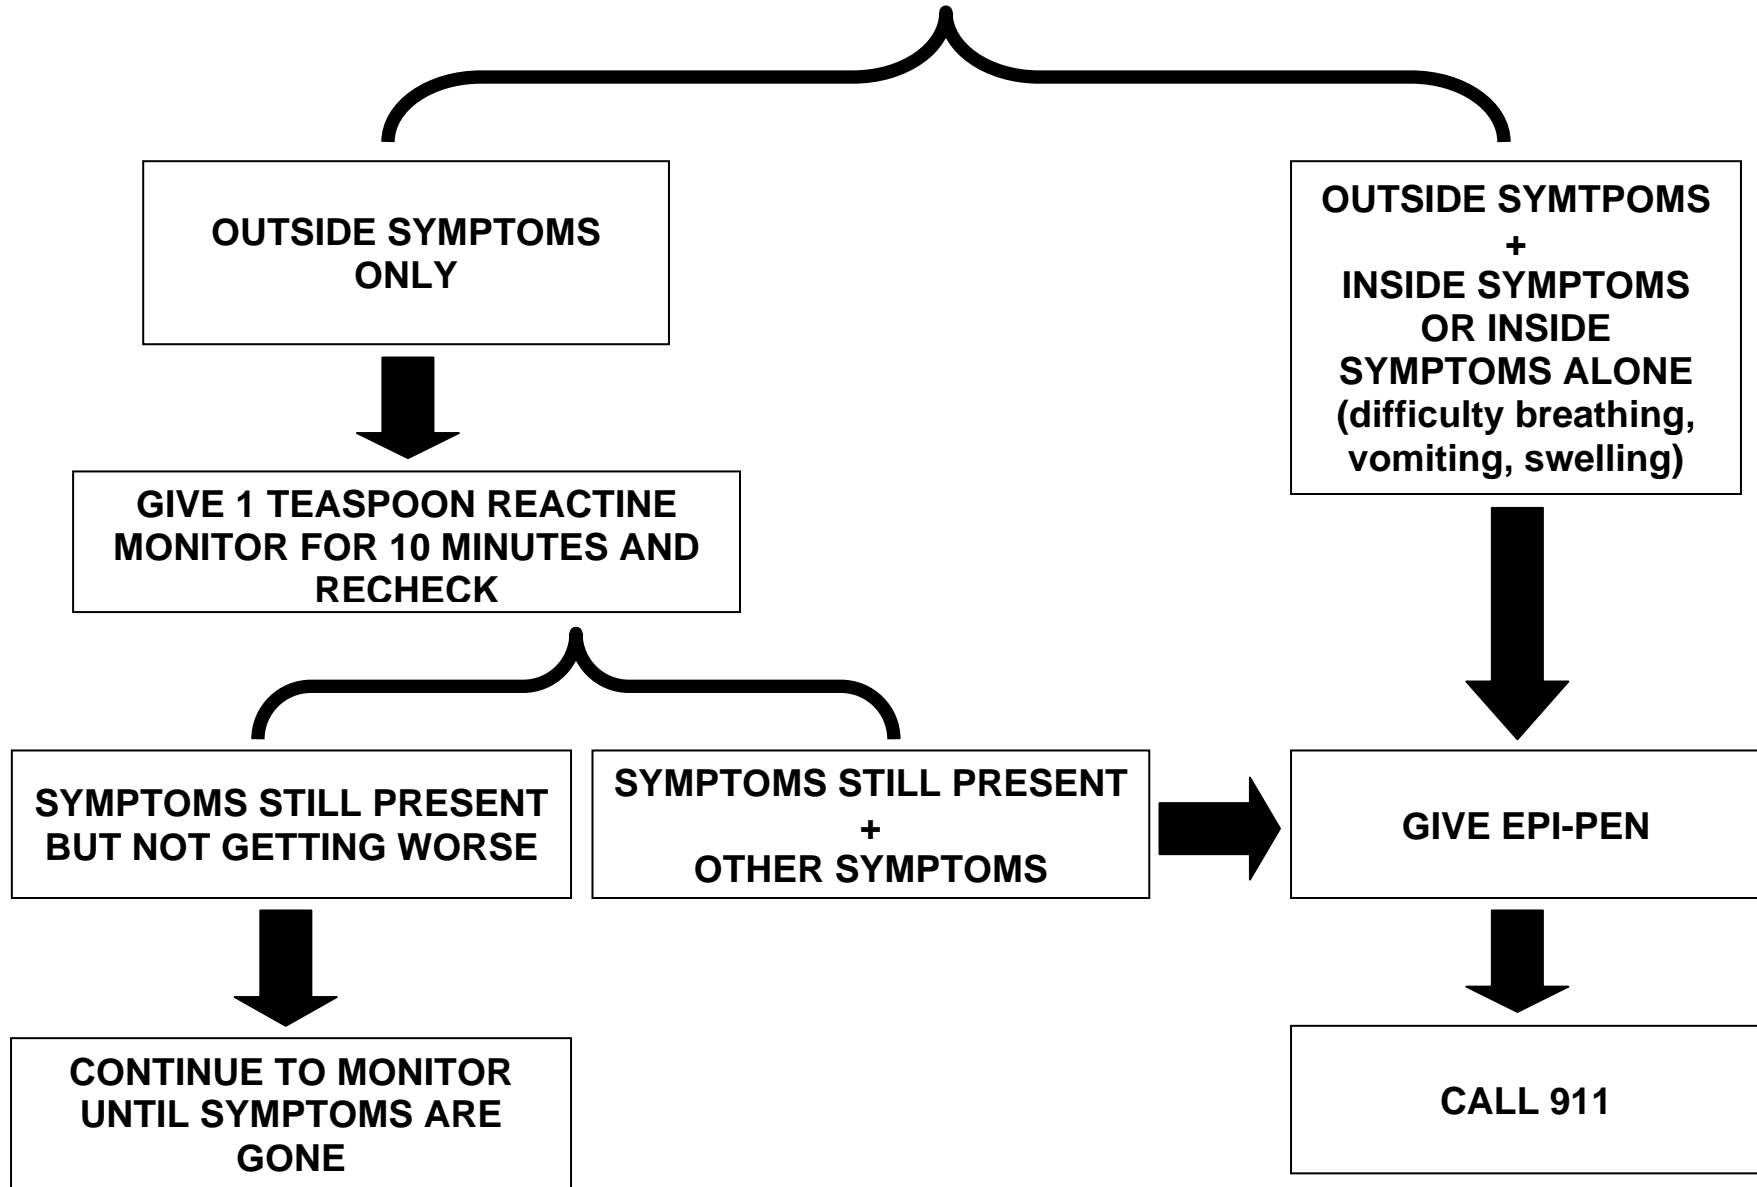 OUTSIDE SYMPTOMS
ONLY
OUTSIDE SYMTPOMS
+
INSIDE SYMPTOMS
OR INSIDE
SYMPTOMS ALONE
(difficulty breathing,
vomiting, swelling)
GIVE 1 TEASPOON REACTINE
MONITOR FOR 10 MINUTES AND
RECHECK
SYMPTOMS STILL PRESENT
BUT NOT GETTING WORSE
SYMPTOMS STILL PRESENT
+
OTHER SYMPTOMS
GIVE EPI-PEN
CONTINUE TO MONITOR
UNTIL SYMPTOMS ARE
GONE
CALL 911